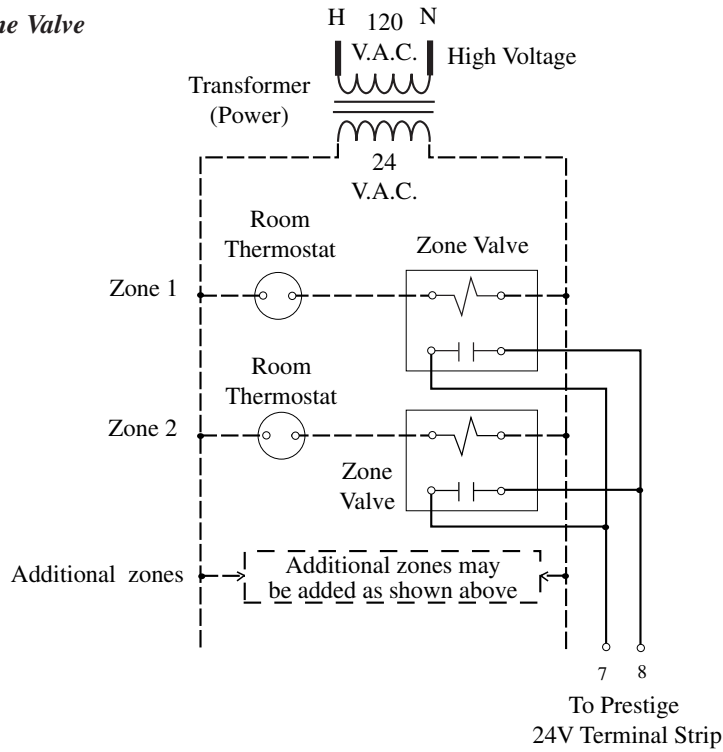 ne Valve
H 120 N
V.A.C.
High Voltage
Transformer
(Power)
24
V.A.C.
Room
Thermostat
Zone Valve
Zone 1
Room
Thermostat
Zone 2
Zone
Valve
Additional zones
Additional zones may
be added as shown above
7 8
To Prestige
24V Terminal Strip